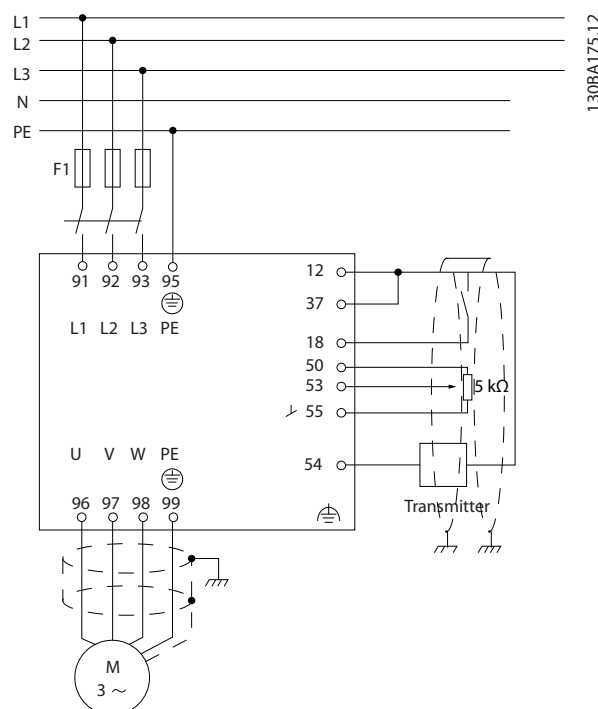 L1
L2
L3
N
PE
130BA175.12
F1
91 92 93 95
L1 L2 L3 PE
12
37
18
50
53
5 kΩ
55
54
Transmitter
U V W PE
96 97 98 99
M
3 ~